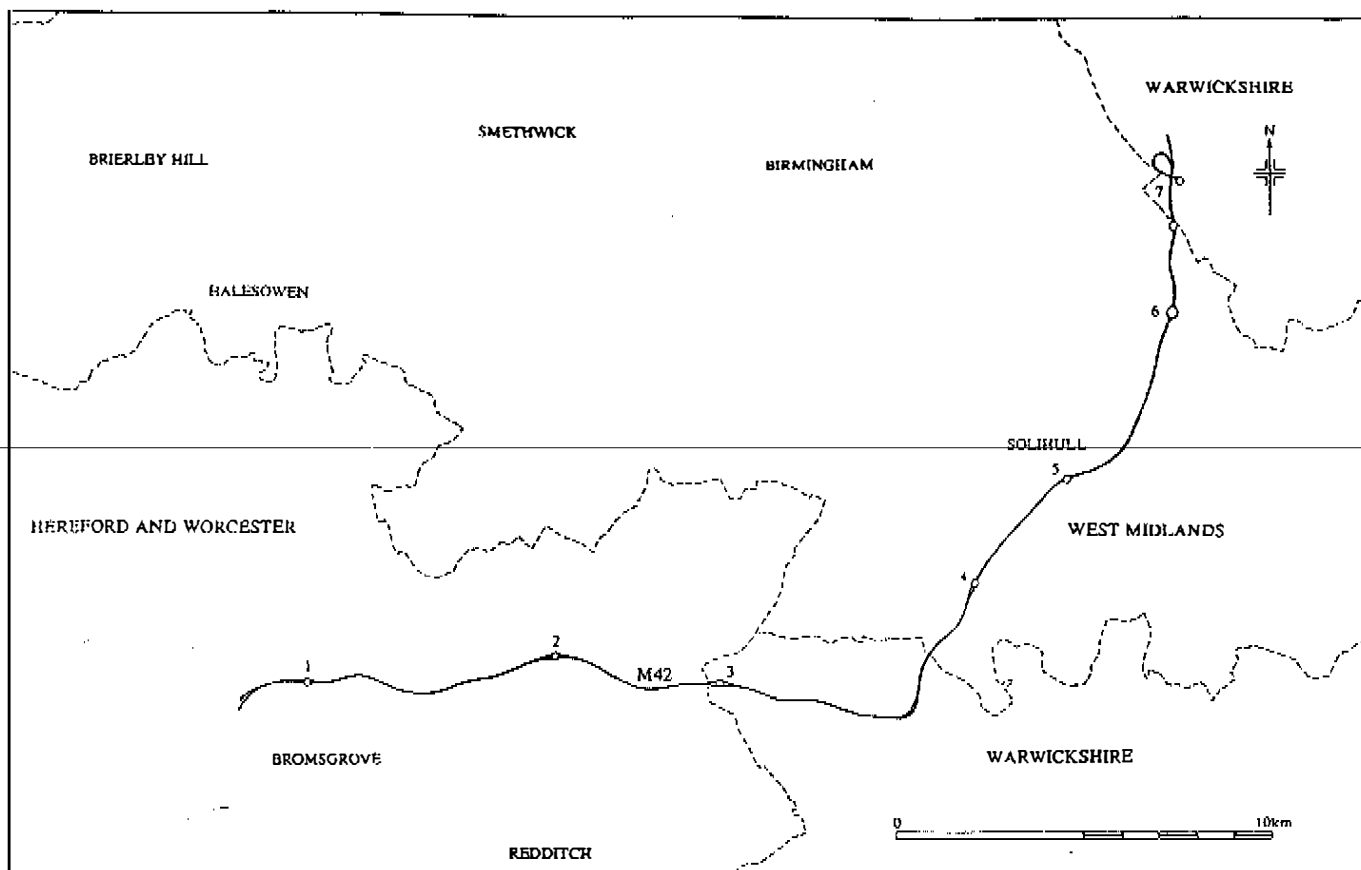 WARWICKSHIRE
SMETHWICK
N
BRIERLBY HILL
BIRMINGHAM
7
HALESOWEN
6
SOLIHULL
5
HEREFORD AND WORCESTER
WEST MIDLANDS
4
2
1
M42
3
BROMSGROVE
WARWICKSHIRE
0
10km
REDDITCH